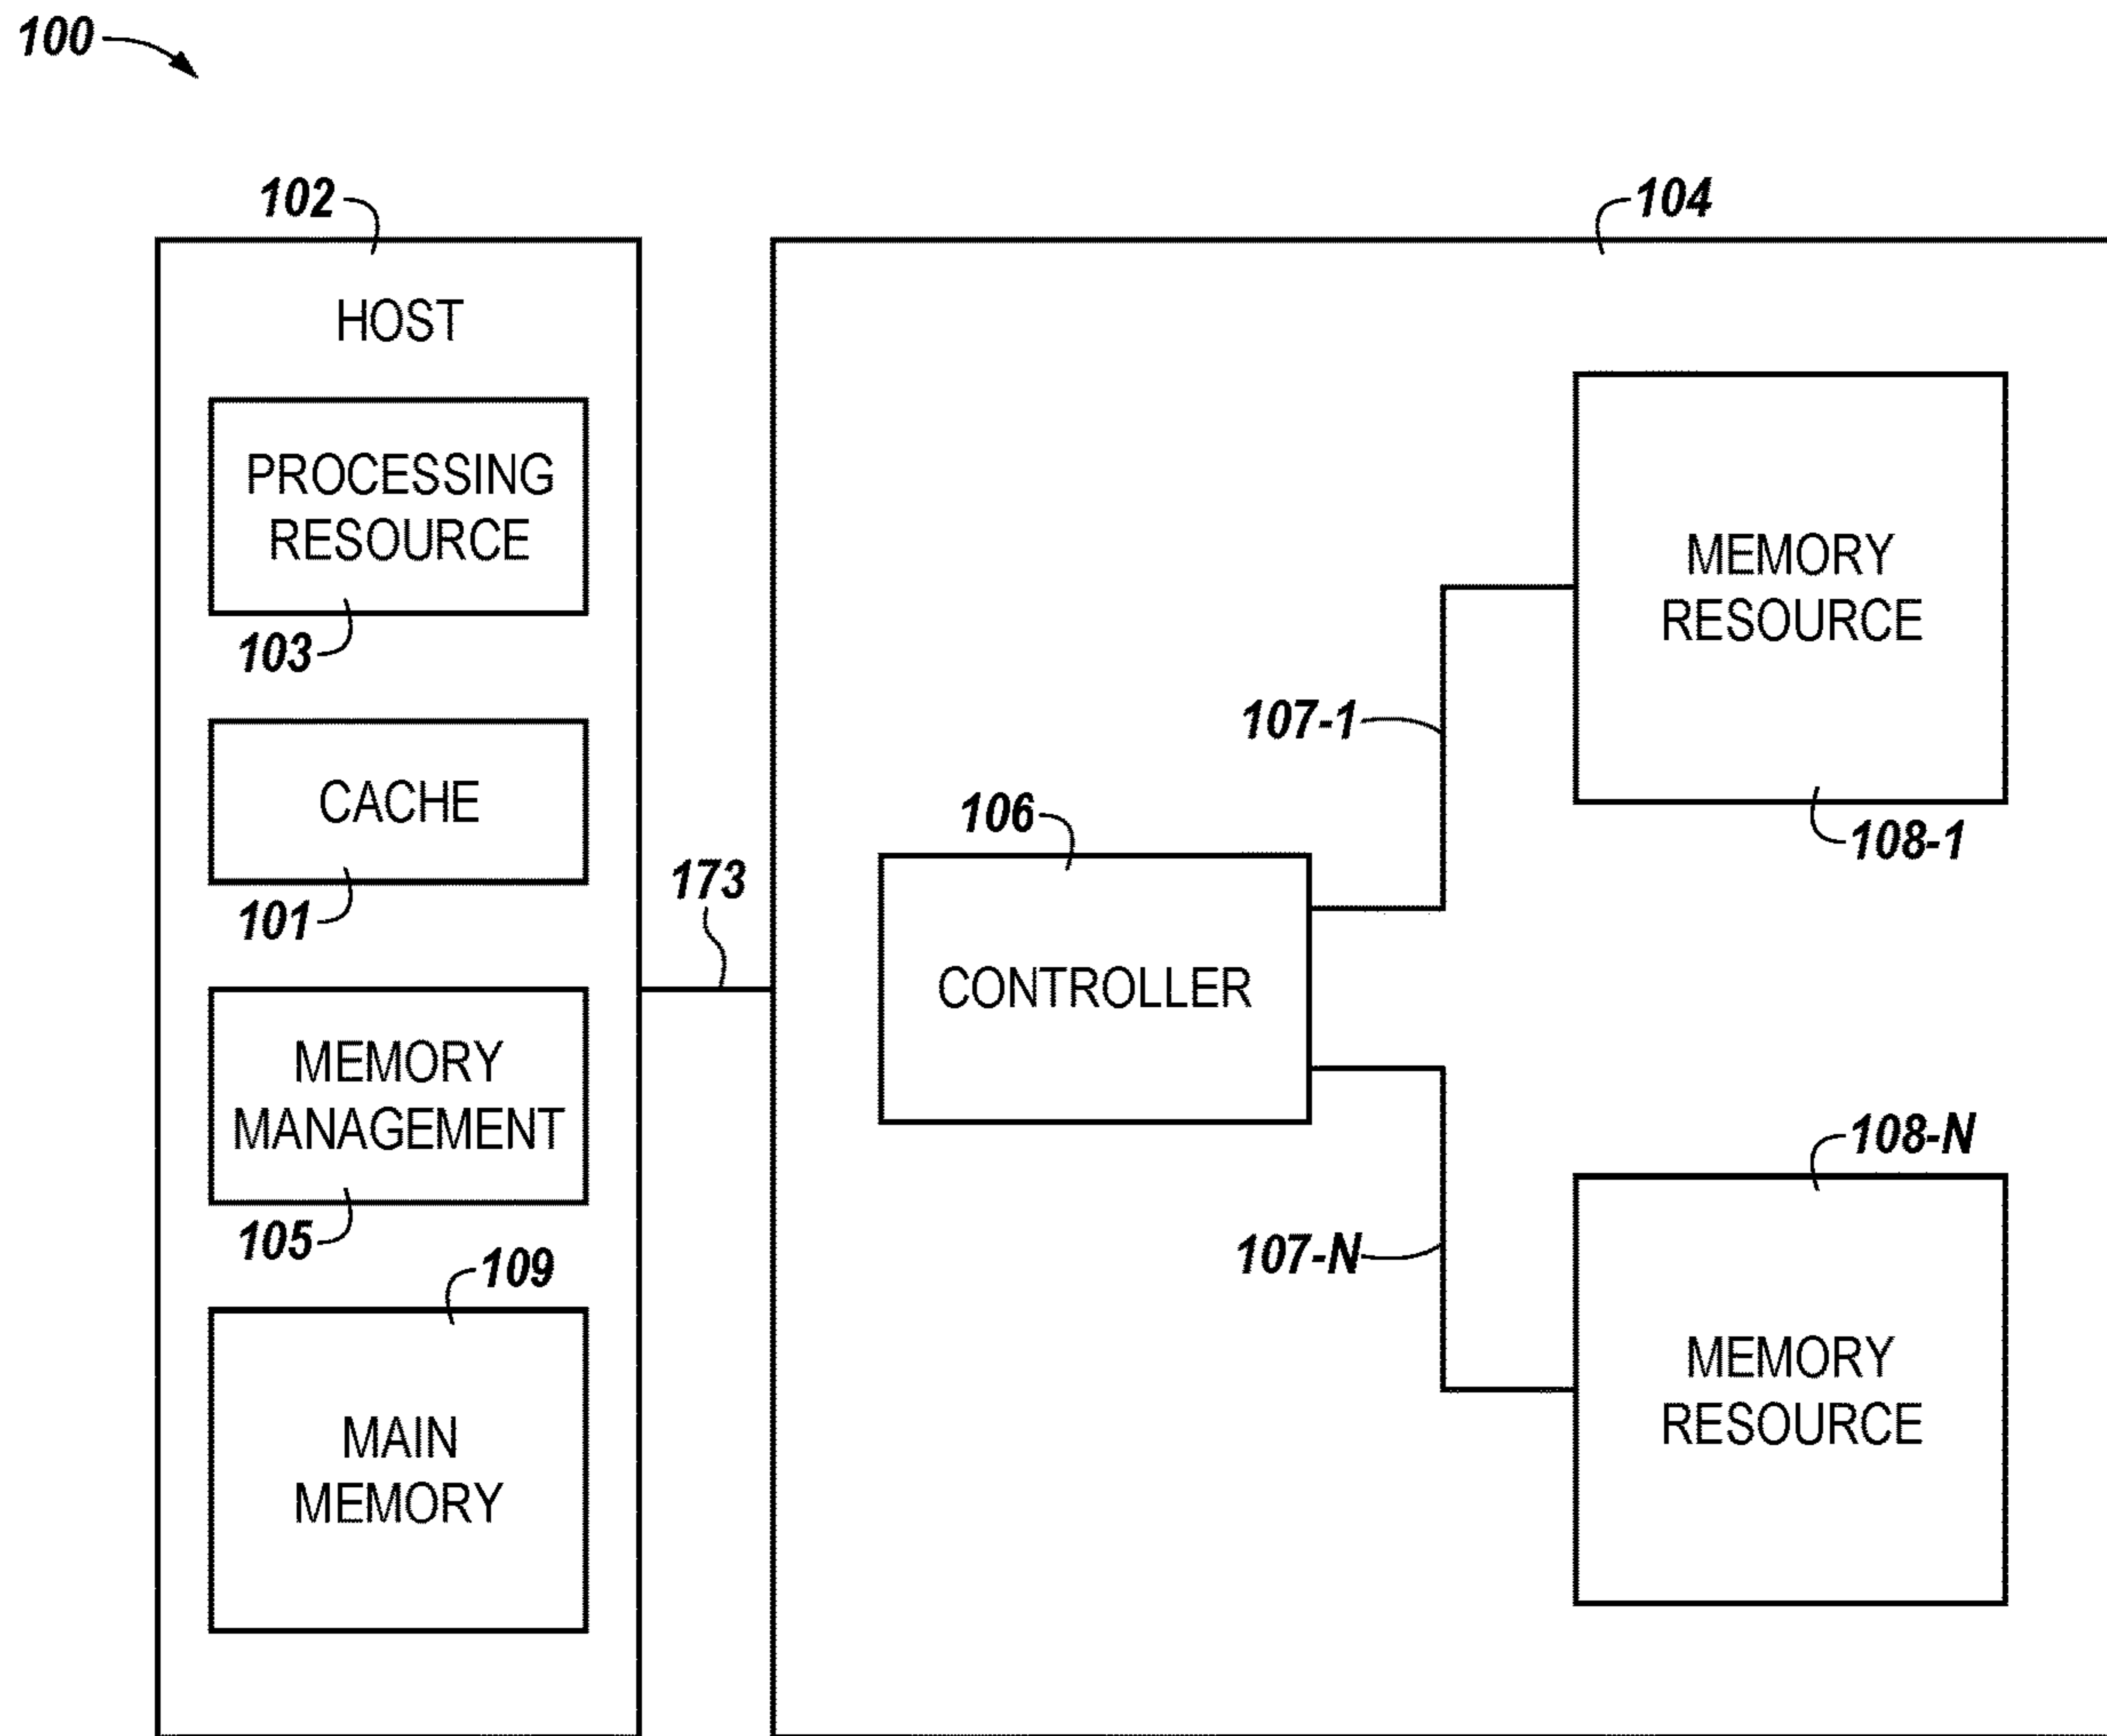 100
102
HOST
PROCESSING
RESOURCE
103
CACHE
101
MEMORY
MANAGEMENT
105
109
MAIN
MEMORY
173
104
MEMORY
RESOURCE
108-1
107-1
106
CONTROLLER
107-N
108-N
MEMORY
RESOURCE